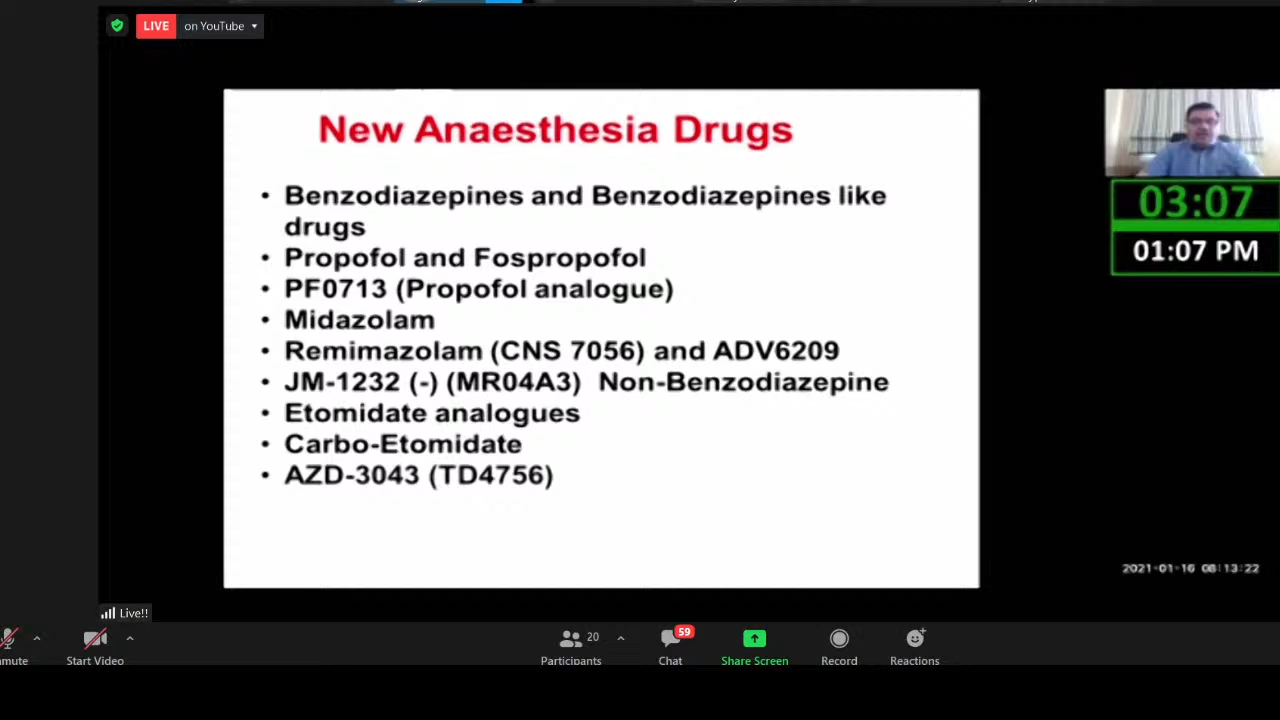 LIVE on YouTube
New Anaesthesia Drugs
• Benzodiazepines and Benzodiazepines like
drugs
• Propofol and Fospropofol
• PF0713 (Propofol analogue)
• Midazolam
• Remimazolam (CNS 7056) and ADV6209
• JM-1232 (-) (MR04A3) Non-Benzodiazepine
• Etomidate analogues
• Carbo-Etomidate
• AZD-3043 (TD4756)
03:07
01:07 PM
2021-01-16 08:13:22
Live!!
20
59
Start Video
Participants
Chat
Share Screen
Record
Reactions